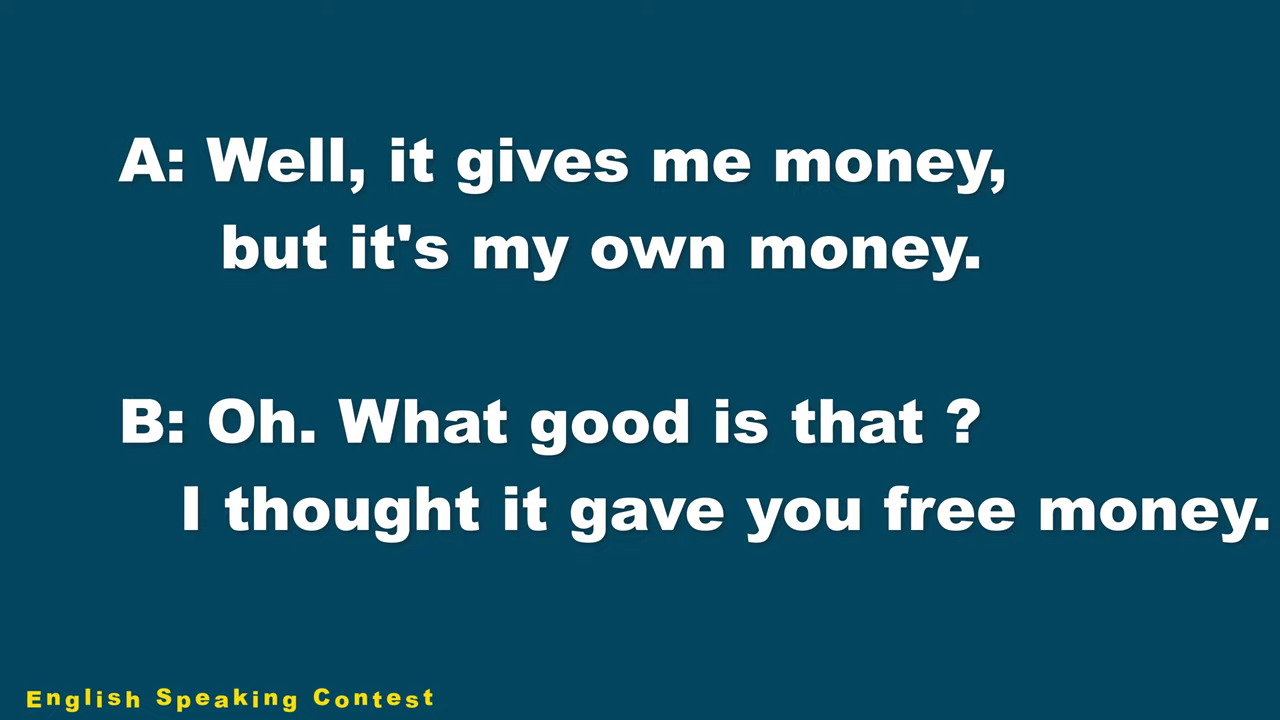 A: Well, it gives me money,
but it's my own money.
B: Oh. What good is that ?
I thought it gave you free money.
English Speaking Contest